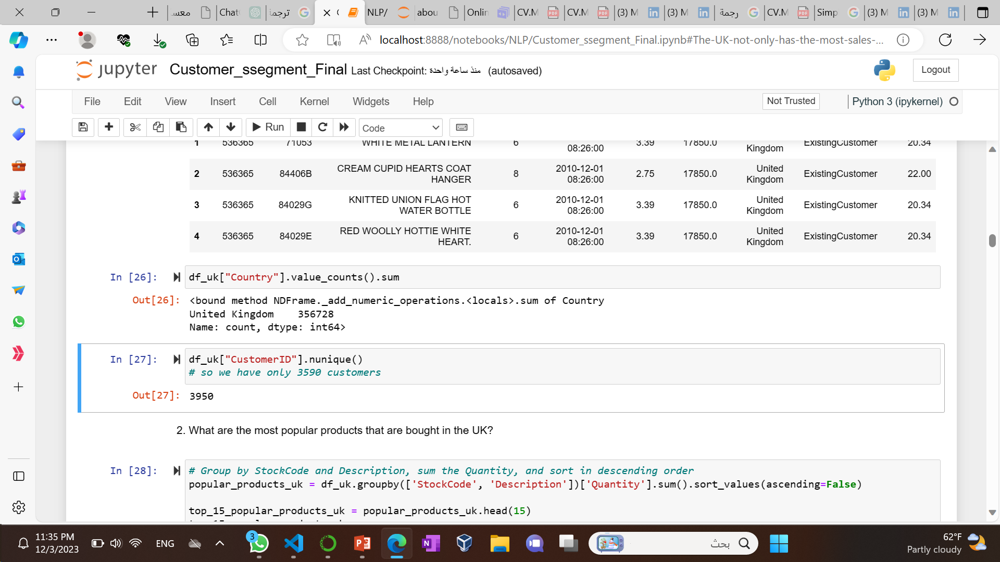 معس
Chat
ترجمة
NLP/
abou
Onlin
CV.M
CV.M
(3) M
(3) M
رجمة
CV.M
Simp
(3) M
(3) M
localhost:8888/notebooks/NLP/Customer_ssegment_Final.ipynb#The-UK-not-only-has-the-most-sales-...
jupyter Customer_ssegment_Final Last Checkpoint: منذ ساعة واحدة (autosaved)
Logout
File Edit View Insert Cell Kernel Widgets Help
Not Trusted
Python 3 (ipykernel)
Run
Code
1 536365 71053 WHITE METAL LANTERN 6 08:26:00 3.39 17850.0 Kingdom ExistingCustomer 20.34
2 536365 84406B CREAM CUPID HEARTS COAT HANGER 8 2010-12-01 08:26:00 2.75 17850.0 United Kingdom ExistingCustomer 22.00
3 536365 84029G KNITTED UNION FLAG HOT WATER BOTTLE 6 2010-12-01 08:26:00 3.39 17850.0 United Kingdom ExistingCustomer 20.34
4 536365 84029E RED WOOLLY HOTTIE WHITE HEART. 6 2010-12-01 08:26:00 3.39 17850.0 United Kingdom ExistingCustomer 20.34
In [26]: df_uk["Country"].value_counts().sum
Out[26]: <bound method NDFrame._add_numeric_operations.<locals>.sum of Country
United Kingdom    356728
Name: count, dtype: int64>
In [27]: df_uk["CustomerID"].nunique()
# so we have only 3590 customers
Out[27]: 3950
2. What are the most popular products that are bought in the UK?
In [28]: # Group by StockCode and Description, sum the Quantity, and sort in descending order
popular_products_uk = df_uk.groupby(['StockCode', 'Description'])['Quantity'].sum().sort_values(ascending=False)
top_15_popular_products_uk = popular_products_uk.head(15)
11:35 PM
12/3/2023
ENG
3
بحث
62°F
Partly cloudy